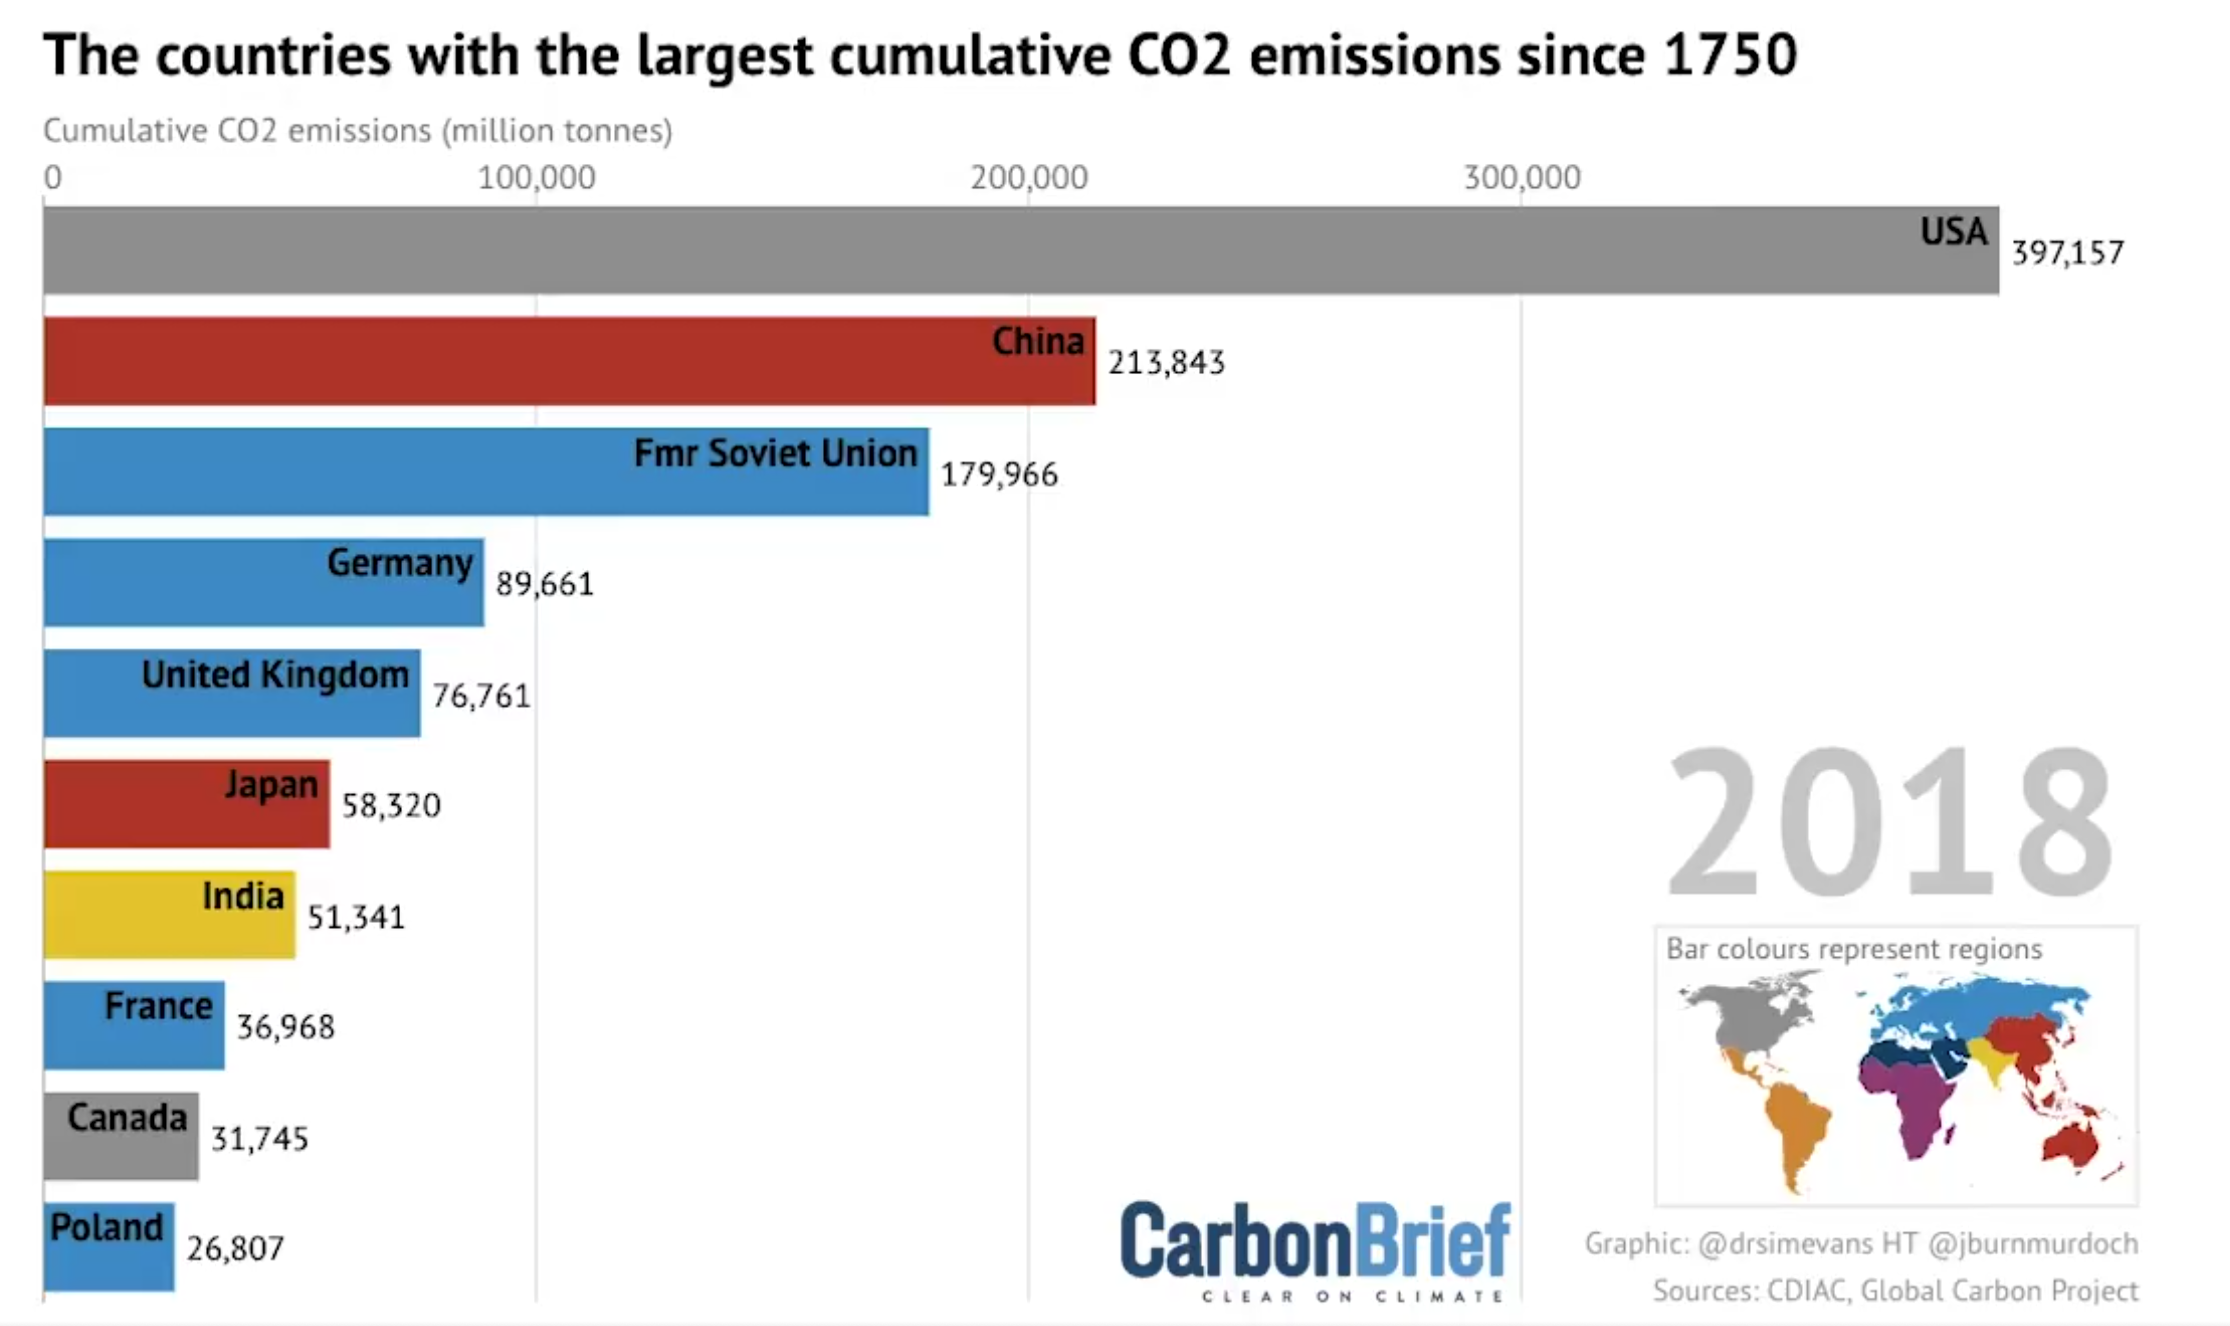 The countries with the largest cumulative CO2 emissions since 1750
Cumulative CO2 emissions (million tonnes)
0 100,000 200,000 300,000
USA 397,157
China 213,843
Fmr Soviet Union 179,966
Germany 89,661
United Kingdom 76,761
Japan 58,320
India 51,341
France 36,968
Canada 31,745
Poland 26,807
2018
Bar colours represent regions
CarbonBrief
CLEAR ON CLIMATE
Graphic: @drsimevans HT @jburnmurdoch
Sources: CDIAC, Global Carbon Project